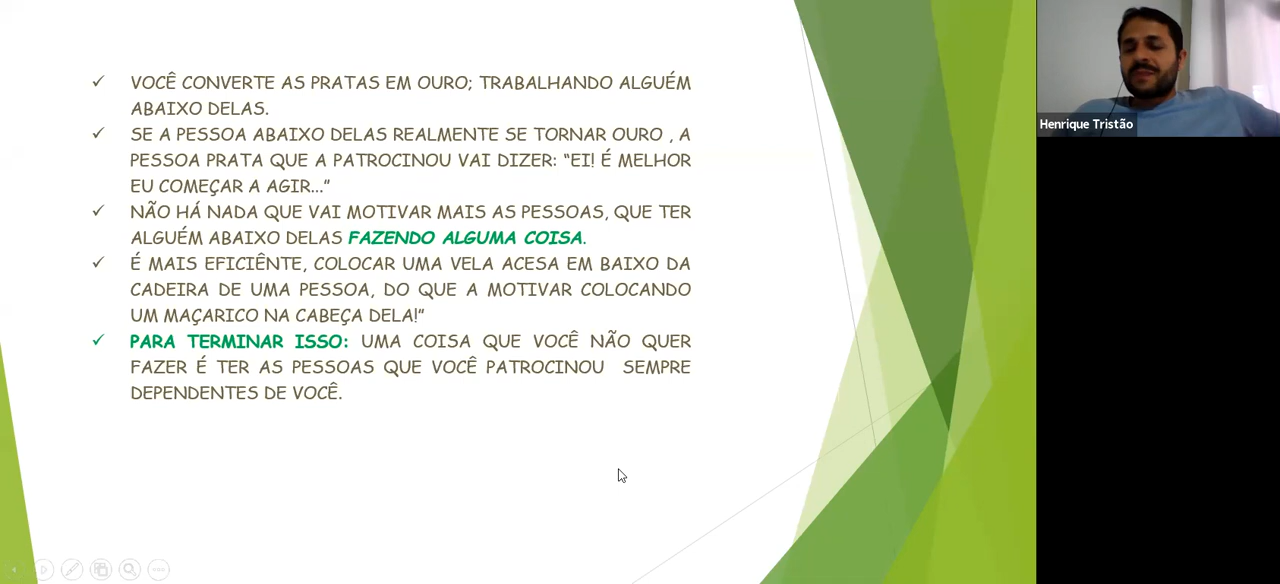 VOCÊ CONVERTE AS PRATAS EM OURO; TRABALHANDO ALGUÉM
ABAIXO DELAS.
SE A PESSOA ABAIXO DELAS REALMENTE SE TORNAR OURO , A
PESSOA PRATA QUE A PATROCINOU VAI DIZER: “EI! É MELHOR
EU COMEÇAR A AGIR...”
NÃO HÁ NADA QUE VAI MOTIVAR MAIS AS PESSOAS, QUE TER
ALGUÉM ABAIXO DELAS FAZENDO ALGUMA COISA.
É MAIS EFICIÊNTE, COLOCAR UMA VELA ACESA EM BAIXO DA
CADEIRA DE UMA PESSOA, DO QUE A MOTIVAR COLOCANDO
UM MAÇARICO NA CABEÇA DELA!”
PARA TERMINAR ISSO: UMA COISA QUE VOCÊ NÃO QUER
FAZER É TER AS PESSOAS QUE VOCÊ PATROCINOU SEMPRE
DEPENDENTES DE VOCÊ.
Henrique Tristão